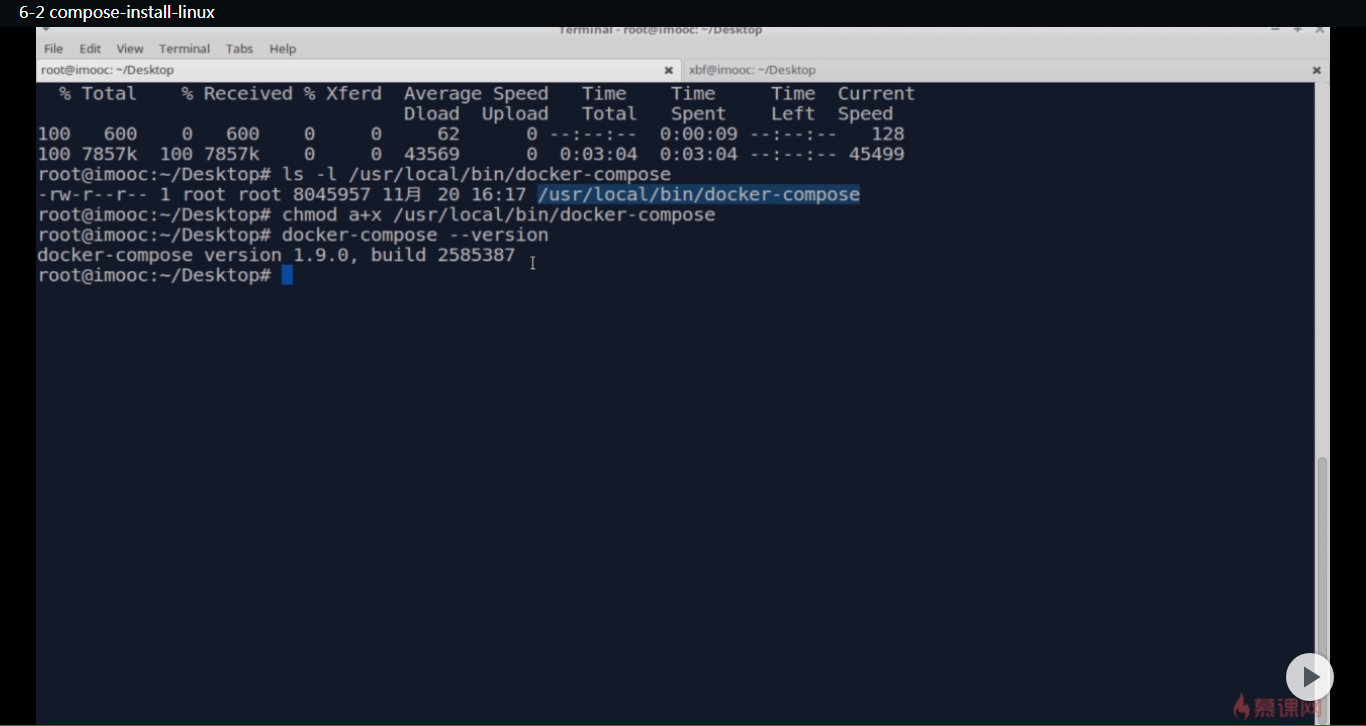 6-2 compose-install-linux
Terminal - root@imooc: ~/Desktop
File Edit View Terminal Tabs Help
root@imooc: ~/Desktop
xbf@imooc: ~/Desktop
% Total % Received % Xferd Average Speed Time Time Time Current
Dload Upload Total Spent Left Speed
100 600 0 600 0 0 62 0 --:--:-- 0:00:09 --:--:-- 128
100 7857k 100 7857k 0 0 43569 0 0:03:04 0:03:04 --:--:-- 45499
root@imooc:~/Desktop# ls -l /usr/local/bin/docker-compose
-rw-r--r-- 1 root root 8045957 11月 20 16:17 /usr/local/bin/docker-compose
root@imooc:~/Desktop# chmod a+x /usr/local/bin/docker-compose
root@imooc:~/Desktop# docker-compose --version
docker-compose version 1.9.0, build 2585387
root@imooc:~/Desktop#
慕课网